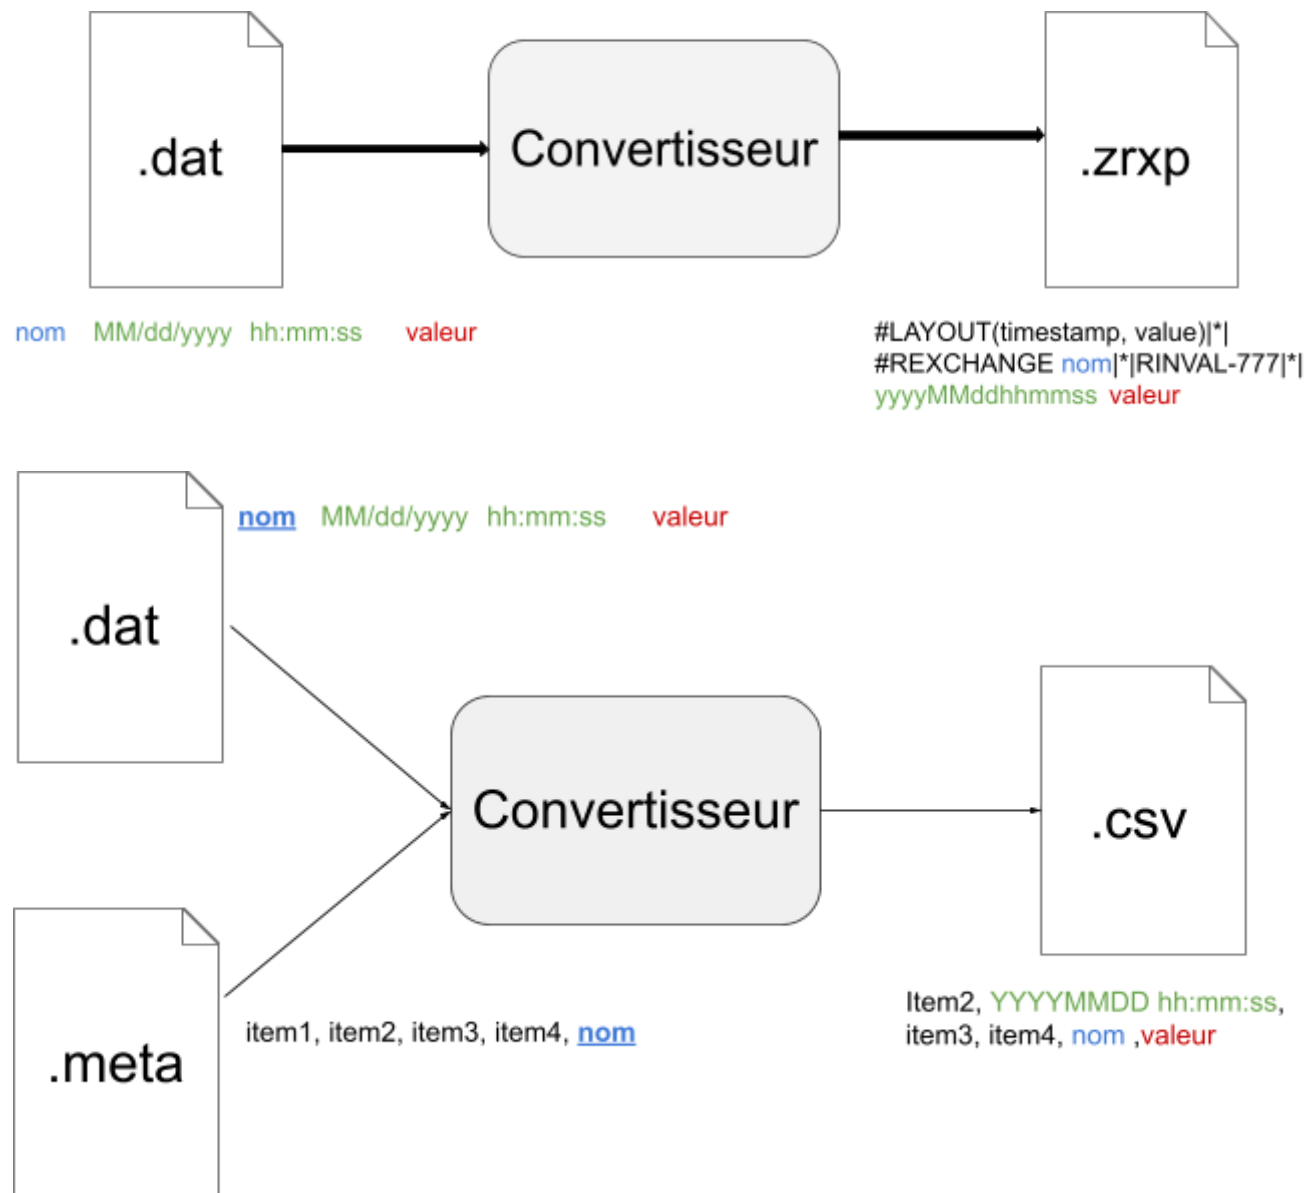 .dat
Convertisseur
.zrxp
nom MM/dd/yyyy hh:mm:ss valeur
#LAYOUT(timestamp, value)|*|
#REXCHANGE nom|*|RINVAL-777|*|
yyyyMMddhhmmss valeur
nom MM/dd/yyyy hh:mm:ss valeur
.dat
Convertisseur
.csv
.meta
item1, item2, item3, item4, nom
Item2, YYYYMMDD hh:mm:ss,
item3, item4, nom ,valeur